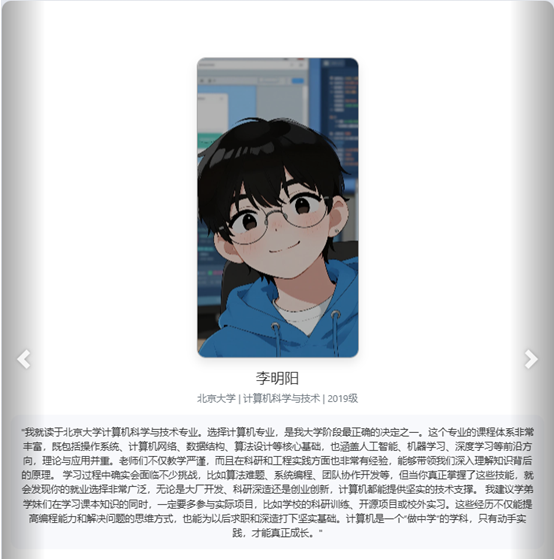 李明阳
北京大学 | 计算机科学与技术 | 2019级
"我就读于北京大学计算机科学与技术专业。选择计算机专业，是我大学阶段最正确的决定之一。这个专业的课程体系非常
丰富，既包括操作系统、计算机网络、数据结构、算法设计等核心基础，也涵盖人工智能、机器学习、深度学习等前沿方
向，理论与应用并重。老师们不仅教学严谨，而且在科研和工程实践方面也非常有经验，能够带领我们深入理解知识背后
的原理。 学习过程中确实会面临不少挑战，比如算法难题、系统编程、团队协作开发等，但当你真正掌握了这些技能，就
会发现你的就业选择非常广泛，无论是大厂开发、科研深造还是创业创新，计算机都能提供坚实的技术支撑。 我建议学弟
学妹们在学习课本知识的同时，一定要多参与实际项目，比如学校的科研训练、开源项目或校外实习。这些经历不仅能提
高编程能力和解决问题的思维方式，也能为以后求职和深造打下坚实基础。计算机是一个"做中学"的学科，只有动手实
践，才能真正成长。"